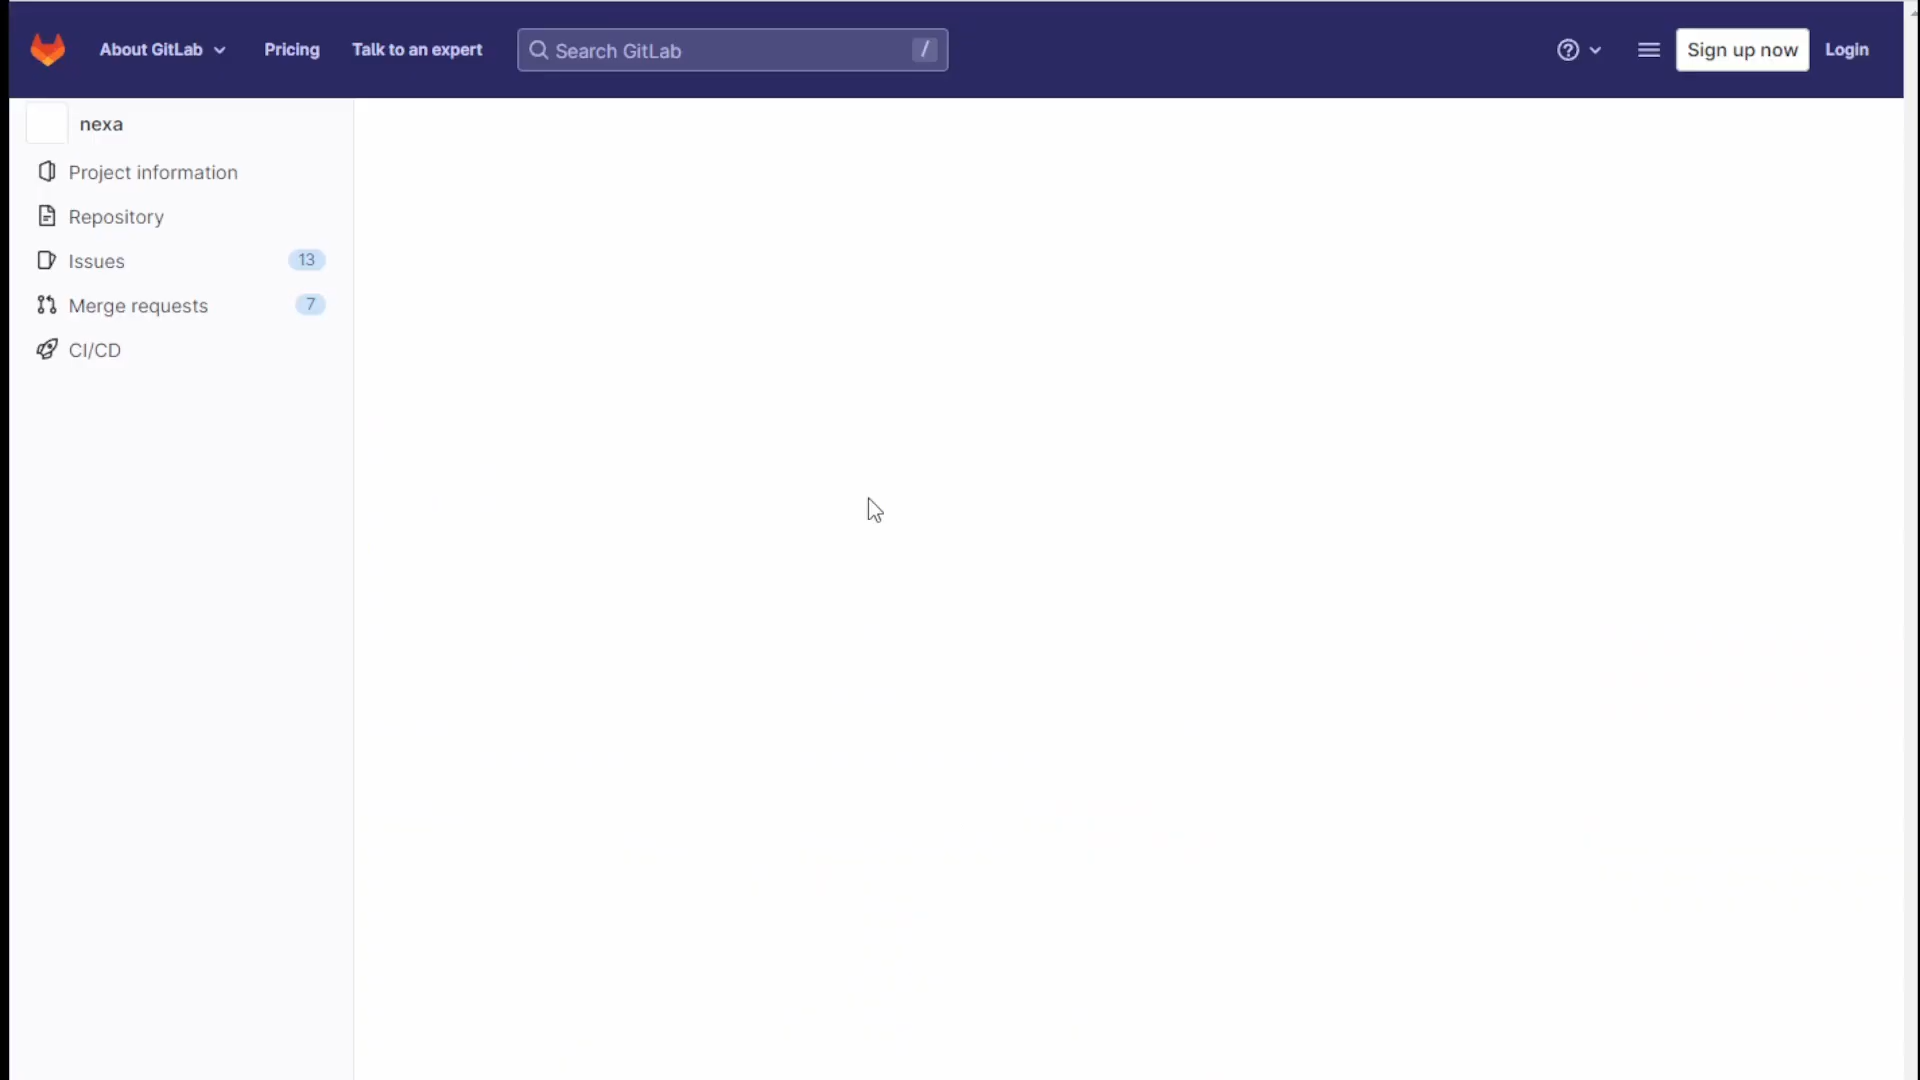 About GitLab
Pricing
Talk to an expert
Search GitLab
/
?
Sign up now
Login
nexa
Project information
Repository
Issues 13
Merge requests 7
CI/CD